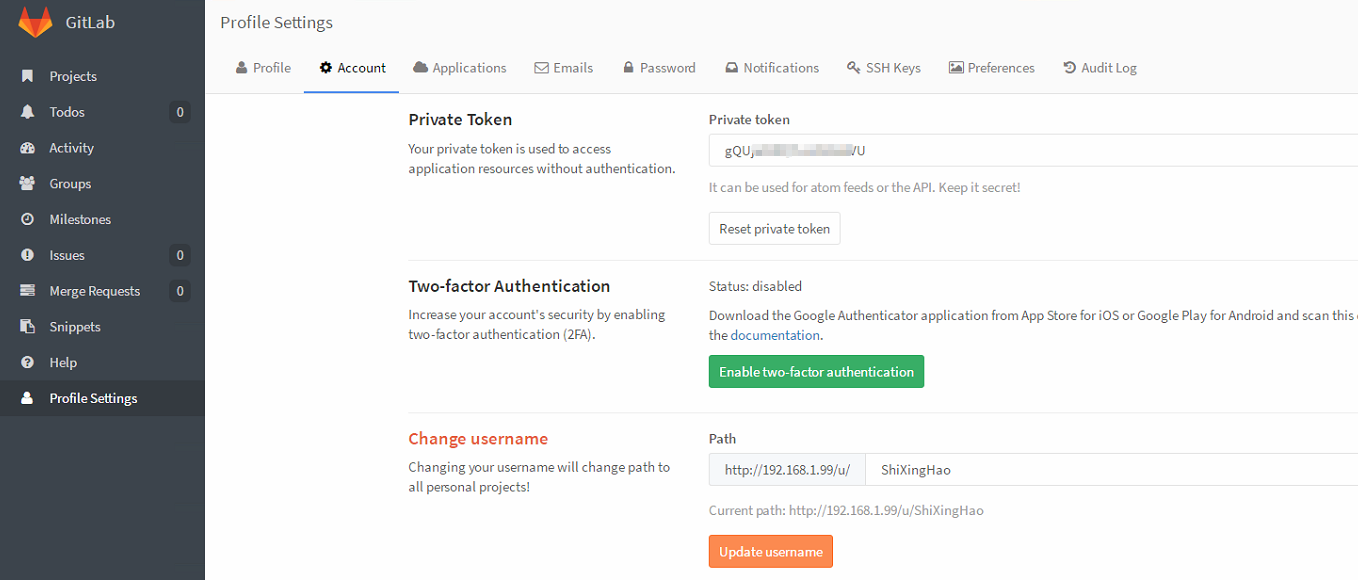 GitLab
Profile Settings
Projects
Todos 0
Activity
Groups
Milestones
Issues 0
Merge Requests 0
Snippets
Help
Profile Settings
Profile Account Applications Emails Password Notifications SSH Keys Preferences Audit Log
Private Token
Your private token is used to access
application resources without authentication.
Private token
It can be used for atom feeds or the API. Keep it secret!
Reset private token
Two-factor Authentication
Increase your account's security by enabling
two-factor authentication (2FA).
Status: disabled
Download the Google Authenticator application from App Store for iOS or Google Play for Android and scan this
the documentation.
Enable two-factor authentication
Change username
Changing your username will change path to
all personal projects!
Path
http://192.168.1.99/u/ ShiXingHao
Current path: http://192.168.1.99/u/ShiXingHao
Update username